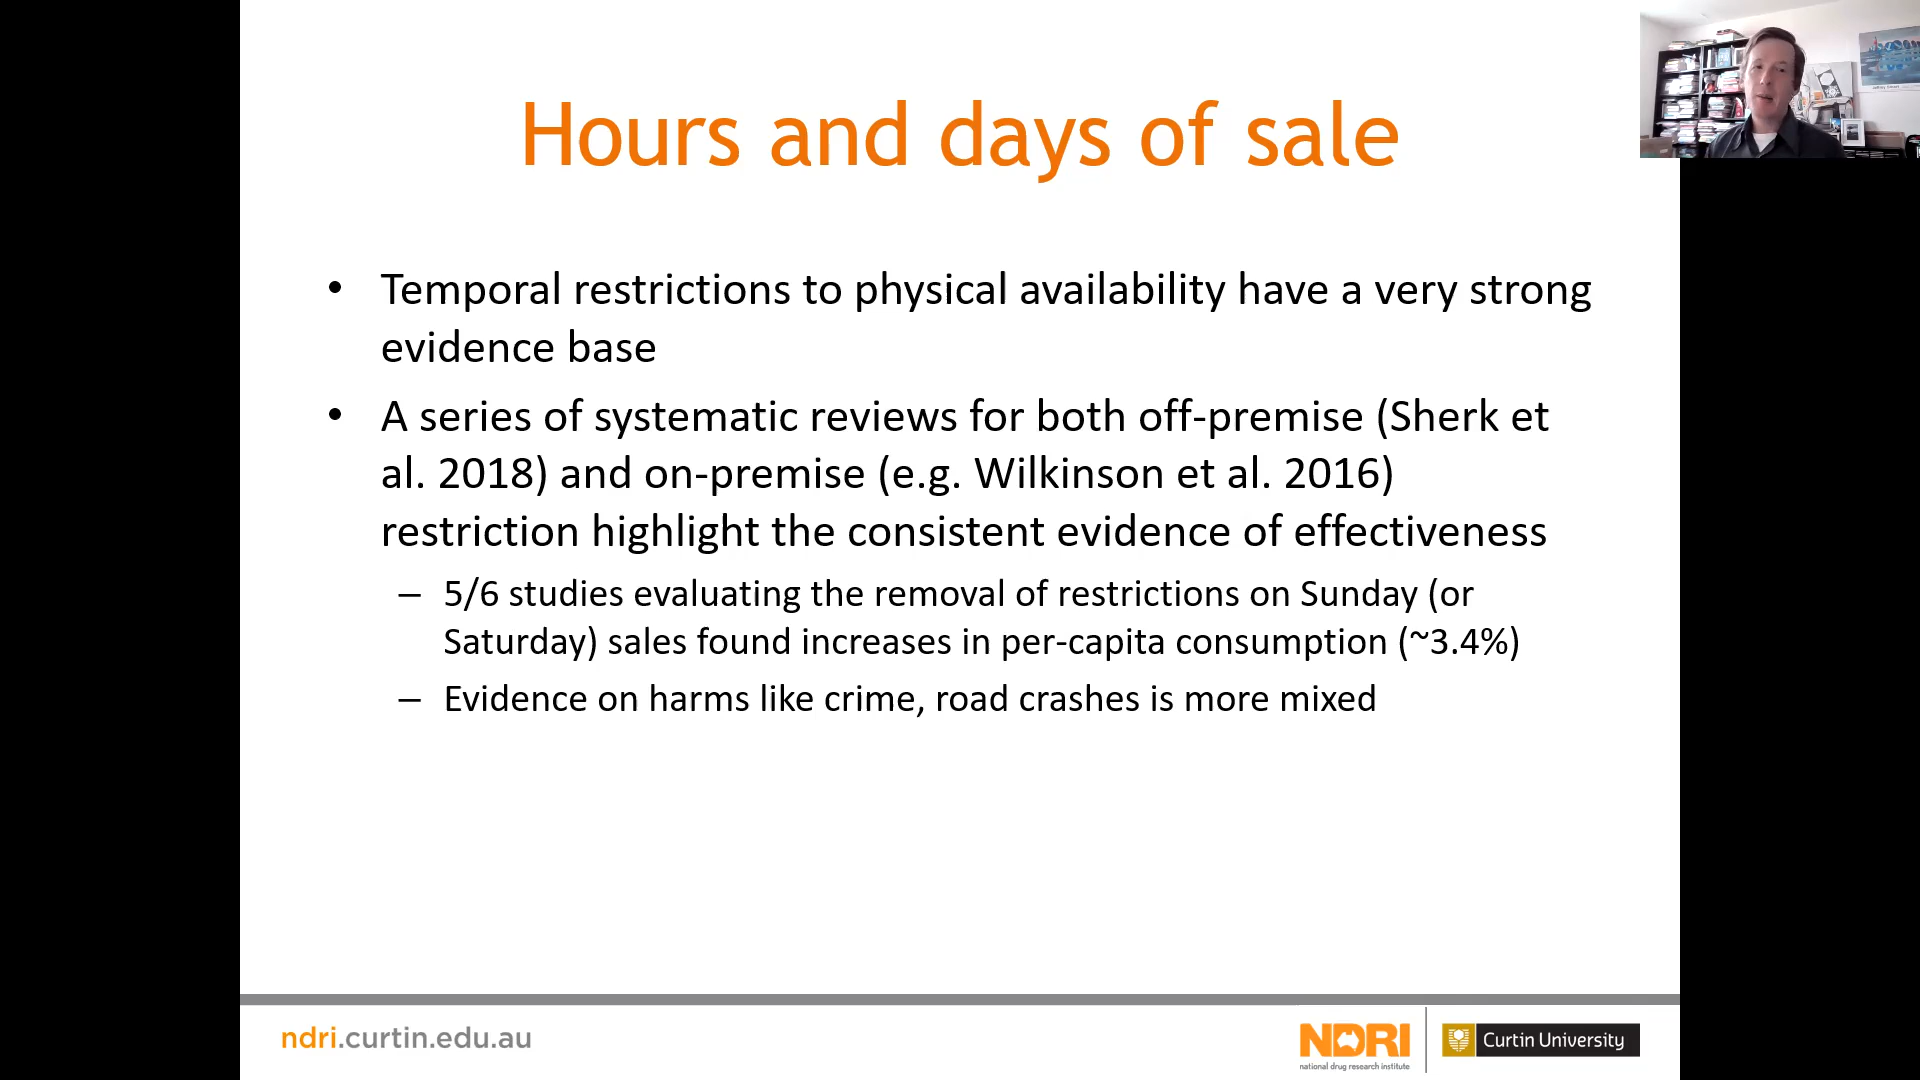 Hours and days of sale
• Temporal restrictions to physical availability have a very strong
evidence base
• A series of systematic reviews for both off-premise (Sherk et
al. 2018) and on-premise (e.g. Wilkinson et al. 2016)
restriction highlight the consistent evidence of effectiveness
– 5/6 studies evaluating the removal of restrictions on Sunday (or
Saturday) sales found increases in per-capita consumption (~3.4%)
– Evidence on harms like crime, road crashes is more mixed
ndri.curtin.edu.au
NDRI
national drug research institute
Curtin University